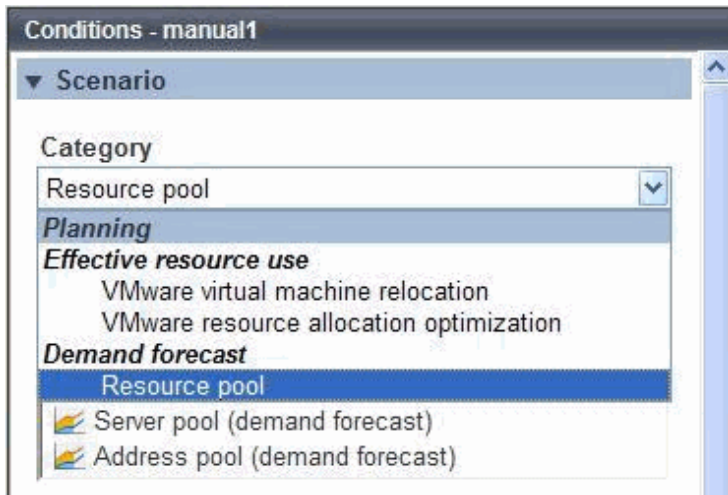 Conditions - manual1
Scenario
Category
Resource pool
Planning
Effective resource use
VMware virtual machine relocation
VMware resource allocation optimization
Demand forecast
Resource pool
Server pool (demand forecast)
Address pool (demand forecast)